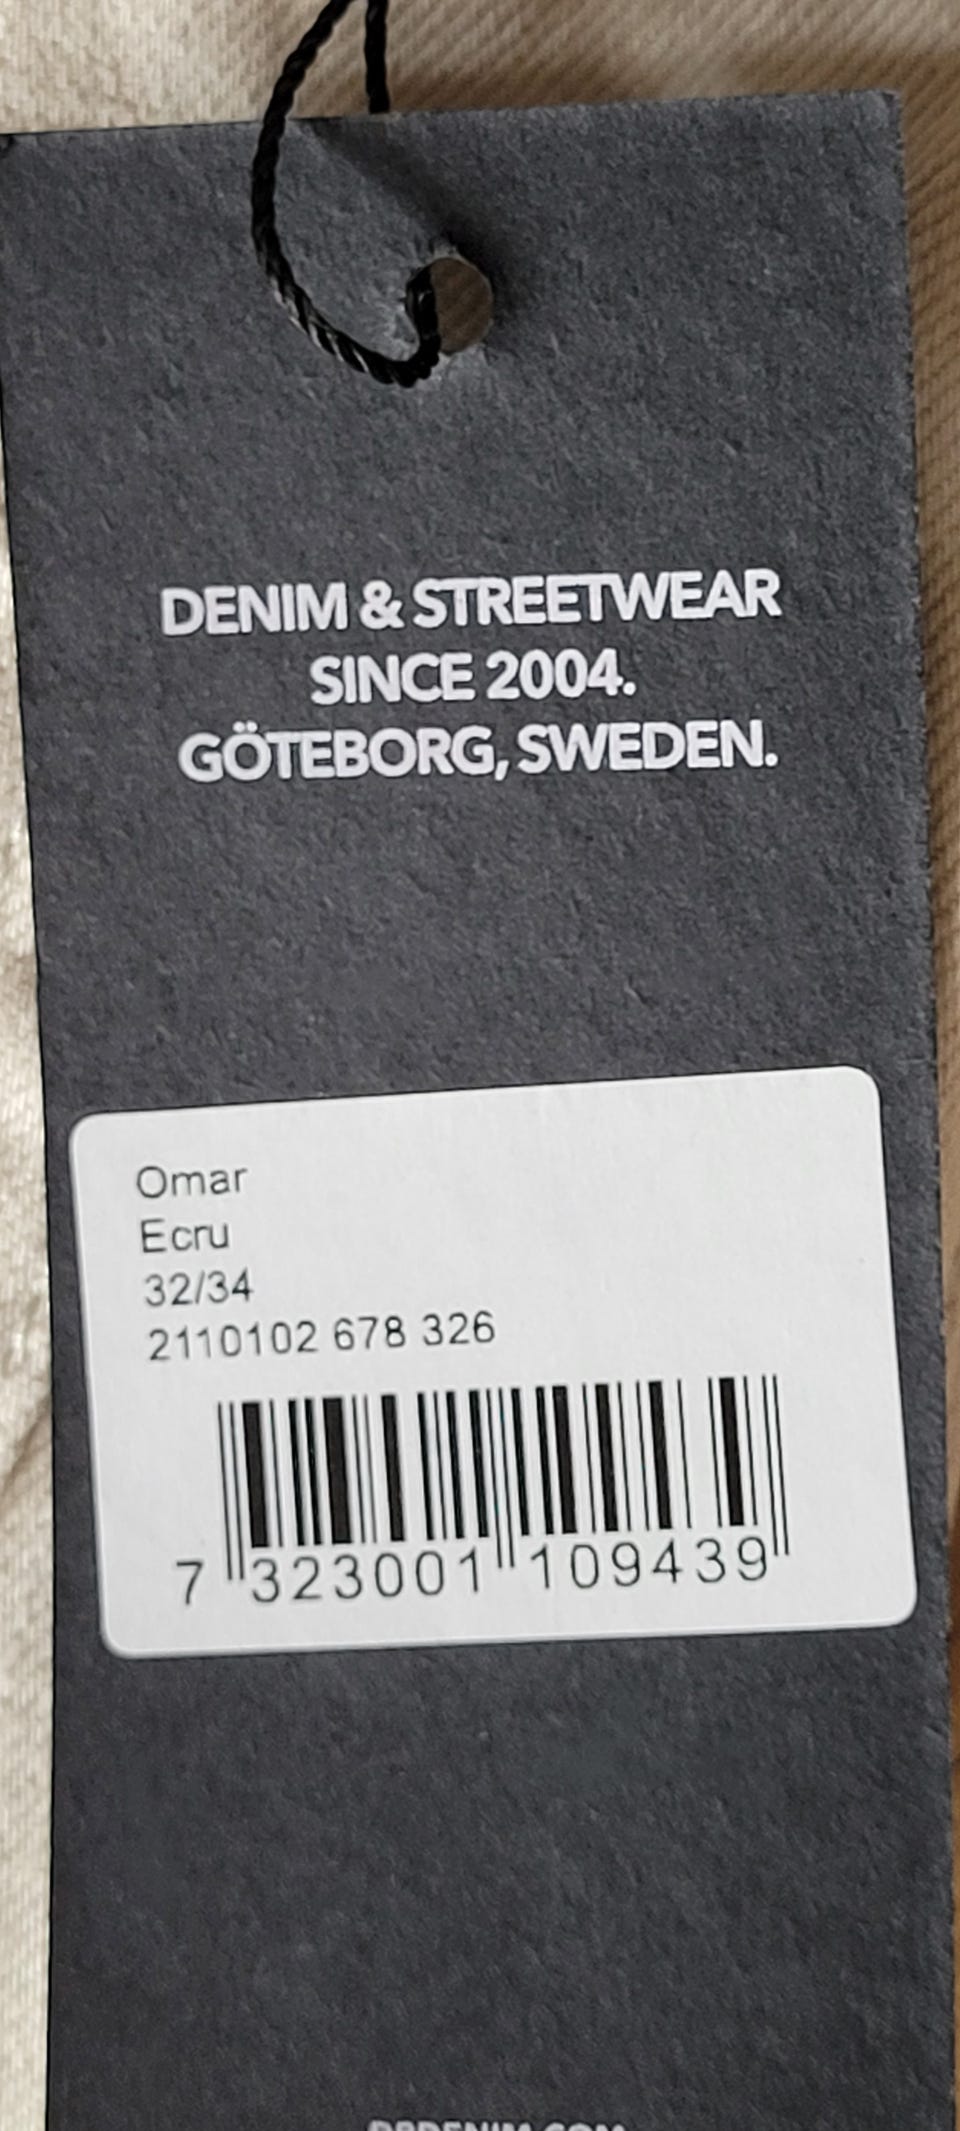 DENIM & STREETWEAR
SINCE 2004.
GÖTEBORG, SWEDEN.
Omar
Ecru
32/34
2110102 678 326
7 323001 109439